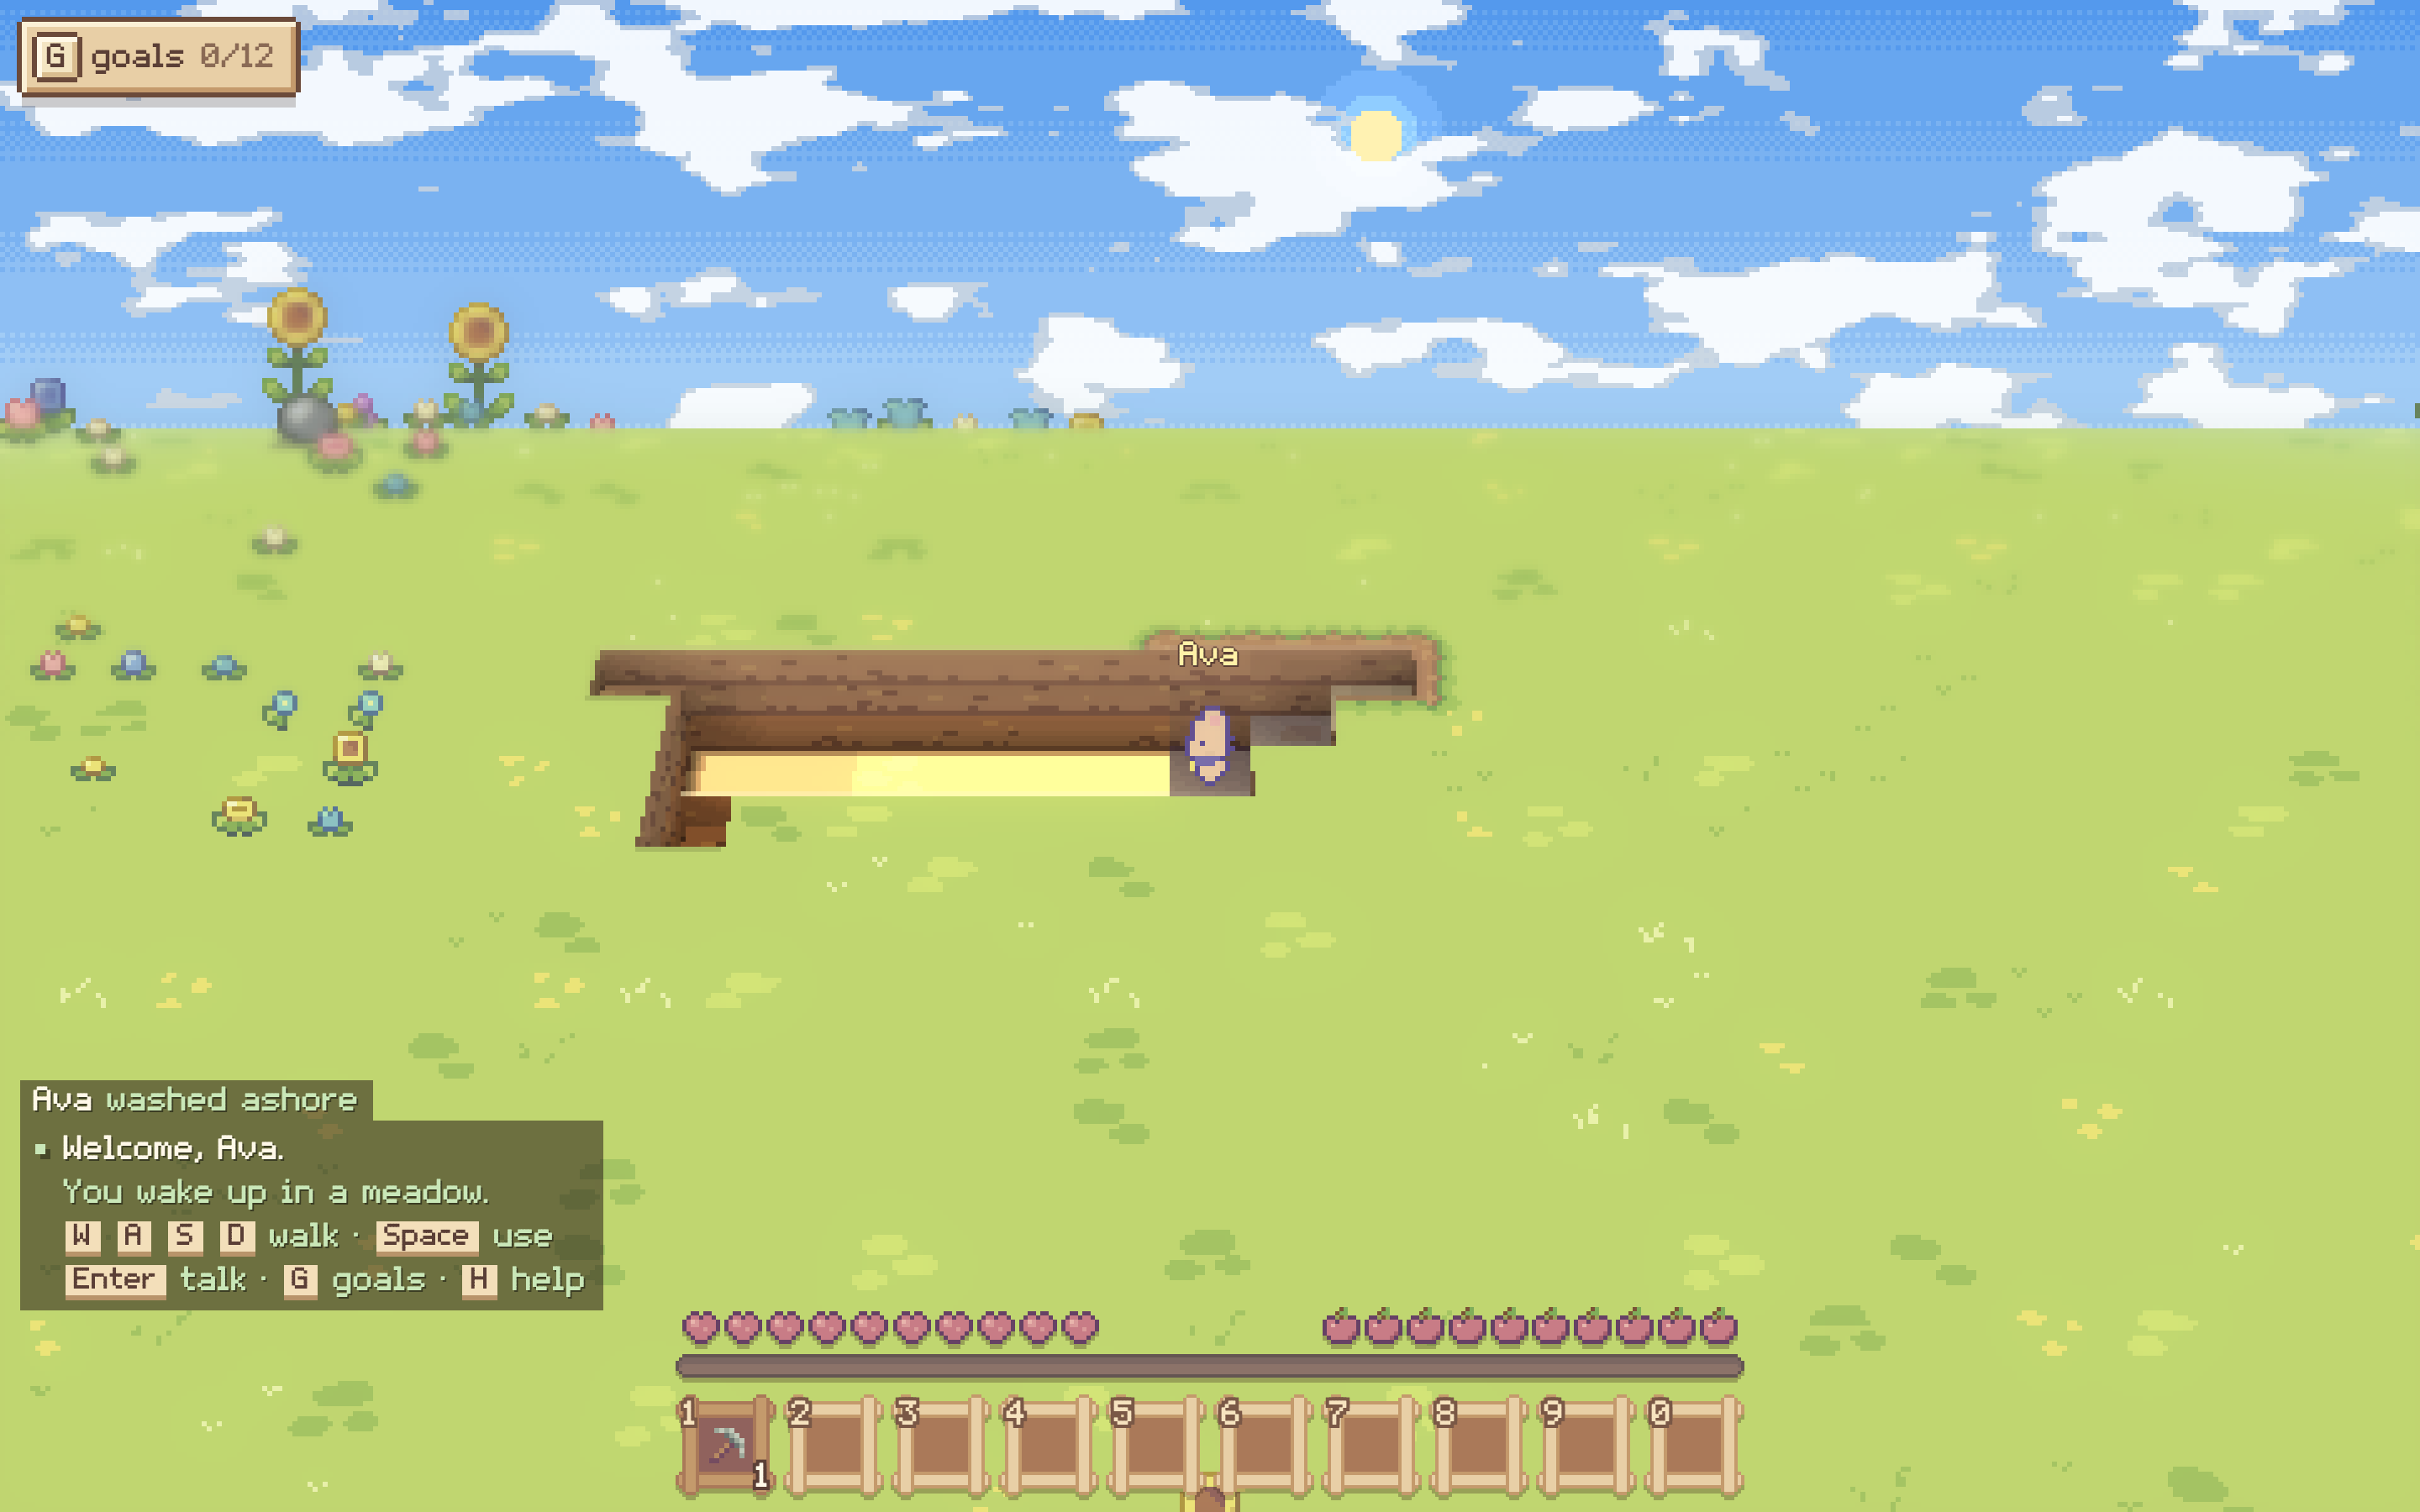 G goals 0/12
Ava
Ava washed ashore
Welcome, Ava.
You wake up in a meadow.
W A S D walk · Space use
Enter talk · G goals · H help
1 2 3 4 5 6 7 8 9 0
1